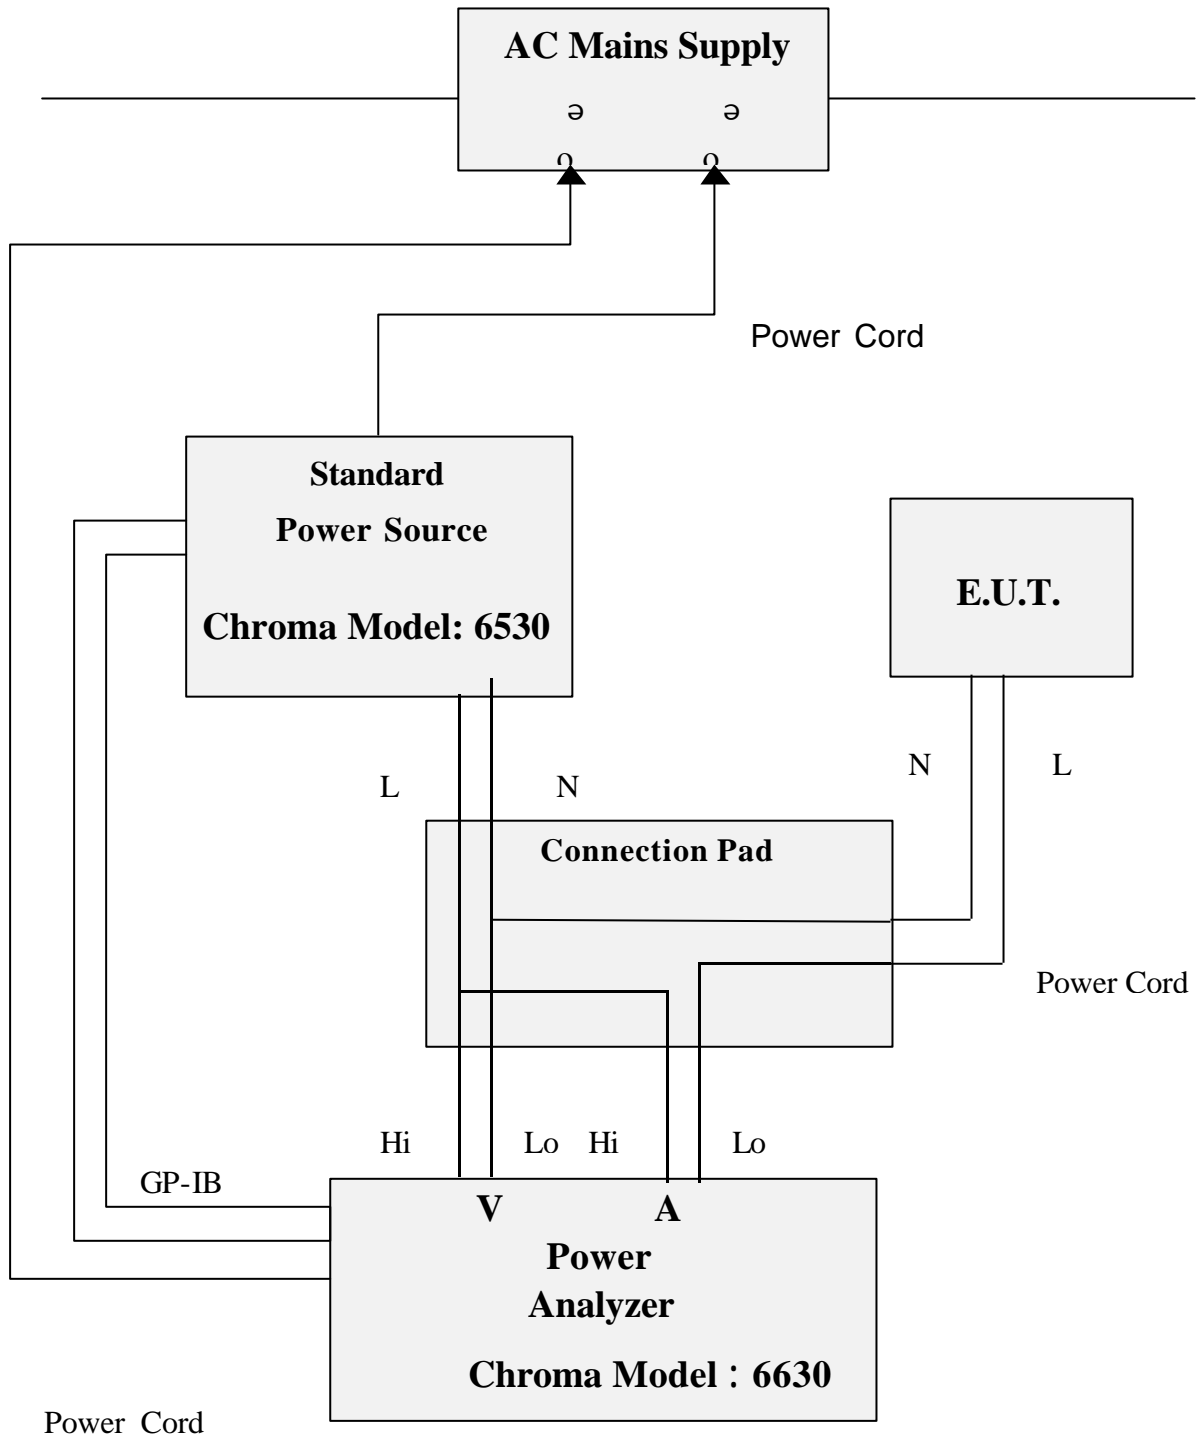 AC Mains Supply
ə ə
o o
Power Cord
Standard
Power Source
Chroma Model: 6530
E.U.T.
N L
L N
Connection Pad
Power Cord
Hi Lo Hi Lo
GP-IB
V A
Power
Analyzer
Chroma Model : 6630
Power Cord